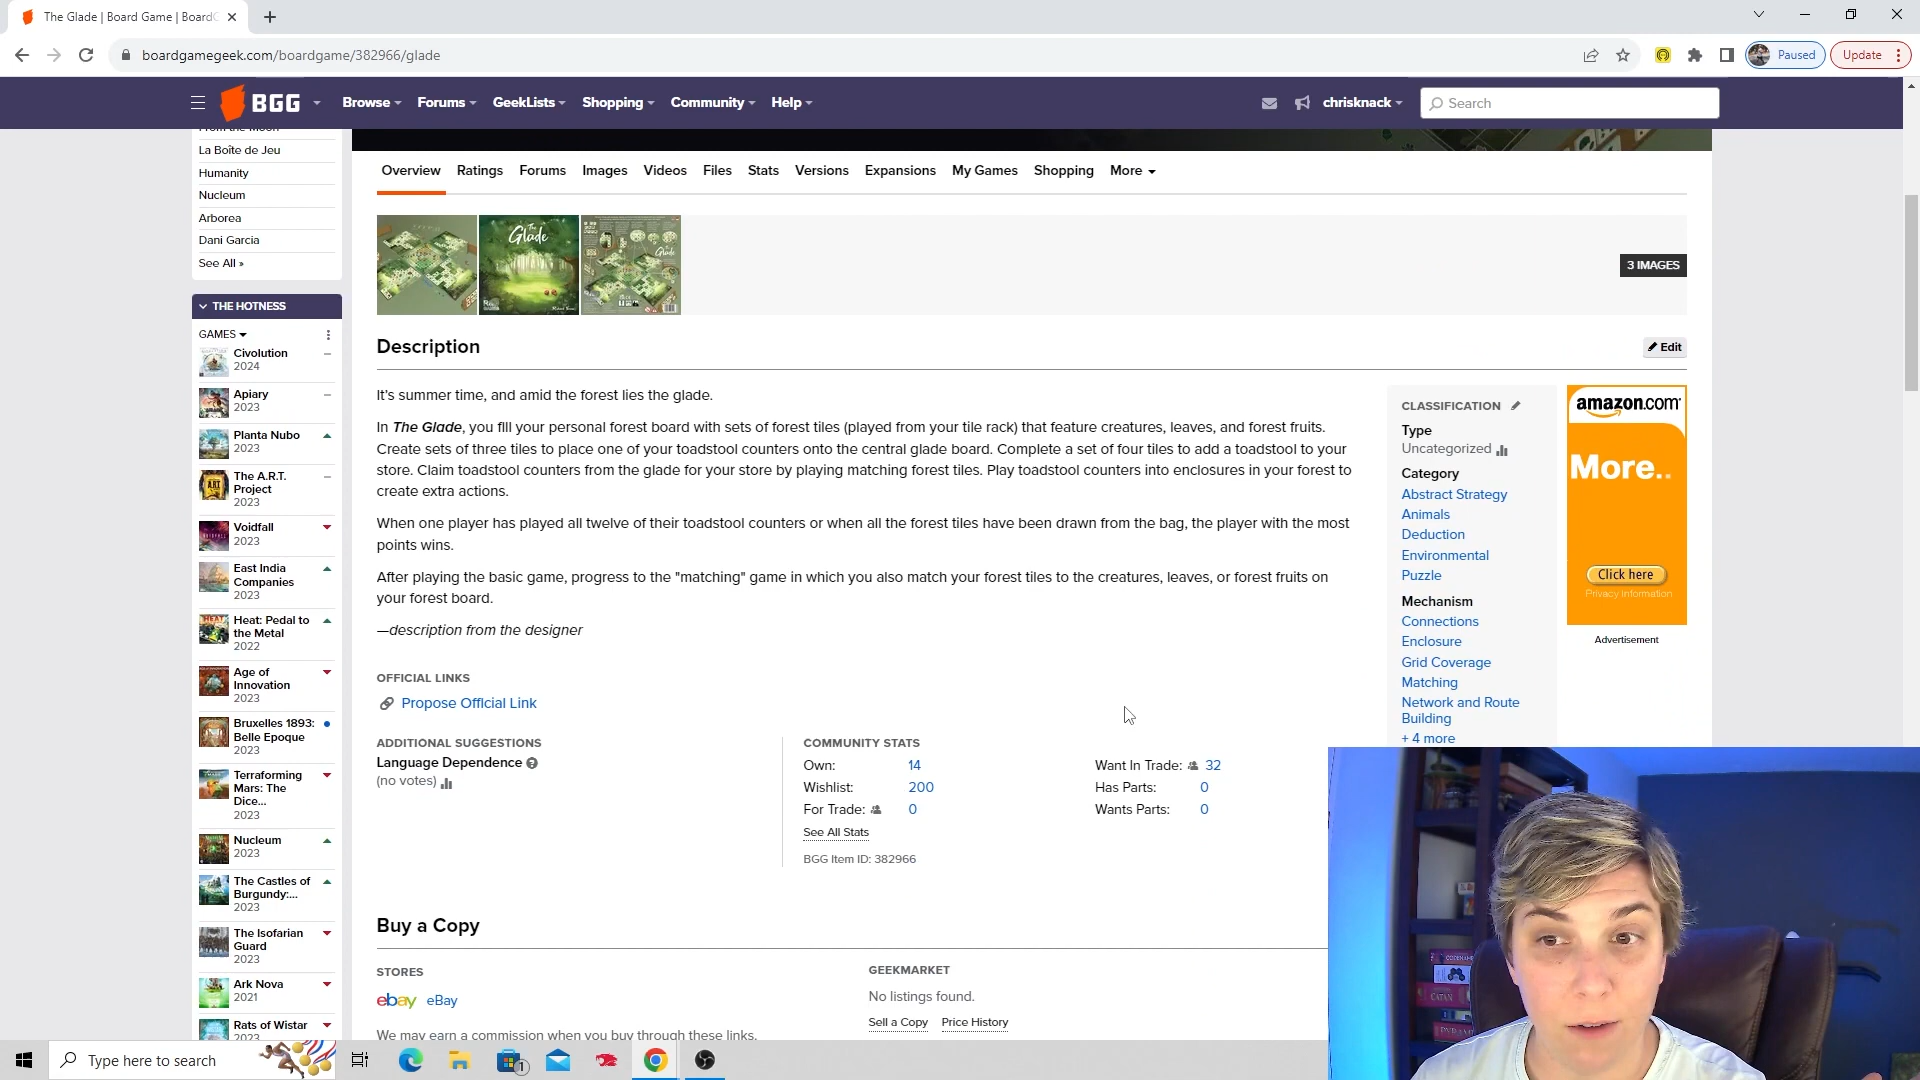 The Glade | Board Game | BoardG
boardgamegeek.com/boardgame/382966/glade
Paused
Update
BGG
Browse
Forums
GeekLists
Shopping
Community
Help
chrisknack
Search
From the Moon
La Boîte de Jeu
Humanity
Nucleum
Arborea
Dani Garcia
See All »
THE HOTNESS
GAMES
Civolution
2024
Apiary
2023
Planta Nubo
2023
The A.R.T.
Project
2023
Voidfall
2023
East India
Companies
2023
Heat: Pedal to
the Metal
2022
Age of
Innovation
2023
Bruxelles 1893:
Belle Epoque
2023
Terraforming
Mars: The
Dice...
2023
Nucleum
2023
The Castles of
Burgundy:...
2023
The Isofarian
Guard
2023
Ark Nova
2021
Rats of Wistar
2023
Overview
Ratings
Forums
Images
Videos
Files
Stats
Versions
Expansions
My Games
Shopping
More
The Glade
3 IMAGES
Description
Edit
It's summer time, and amid the forest lies the glade.
In The Glade, you fill your personal forest board with sets of forest tiles (played from your tile rack) that feature creatures, leaves, and forest fruits.
Create sets of three tiles to place one of your toadstool counters onto the central glade board. Complete a set of four tiles to add a toadstool to your
store. Claim toadstool counters from the glade for your store by playing matching forest tiles. Play toadstool counters into enclosures in your forest to
create extra actions.
When one player has played all twelve of their toadstool counters or when all the forest tiles have been drawn from the bag, the player with the most
points wins.
After playing the basic game, progress to the "matching" game in which you also match your forest tiles to the creatures, leaves, or forest fruits on
your forest board.
—description from the designer
OFFICIAL LINKS
Propose Official Link
ADDITIONAL SUGGESTIONS
Language Dependence
(no votes)
COMMUNITY STATS
Own: 14
Wishlist: 200
For Trade: 0
See All Stats
BGG Item ID: 382966
Want In Trade: 32
Has Parts: 0
Wants Parts: 0
CLASSIFICATION
Type
Uncategorized
Category
Abstract Strategy
Animals
Deduction
Environmental
Puzzle
Mechanism
Connections
Enclosure
Grid Coverage
Matching
Network and Route
Building
+ 4 more
amazon.com
More..
Click here
Privacy Information
Advertisement
Buy a Copy
STORES
ebay eBay
We may earn a commission when you buy through these links.
GEEKMARKET
No listings found.
Sell a Copy
Price History
CODENAMES
CATAN
Type here to search
1